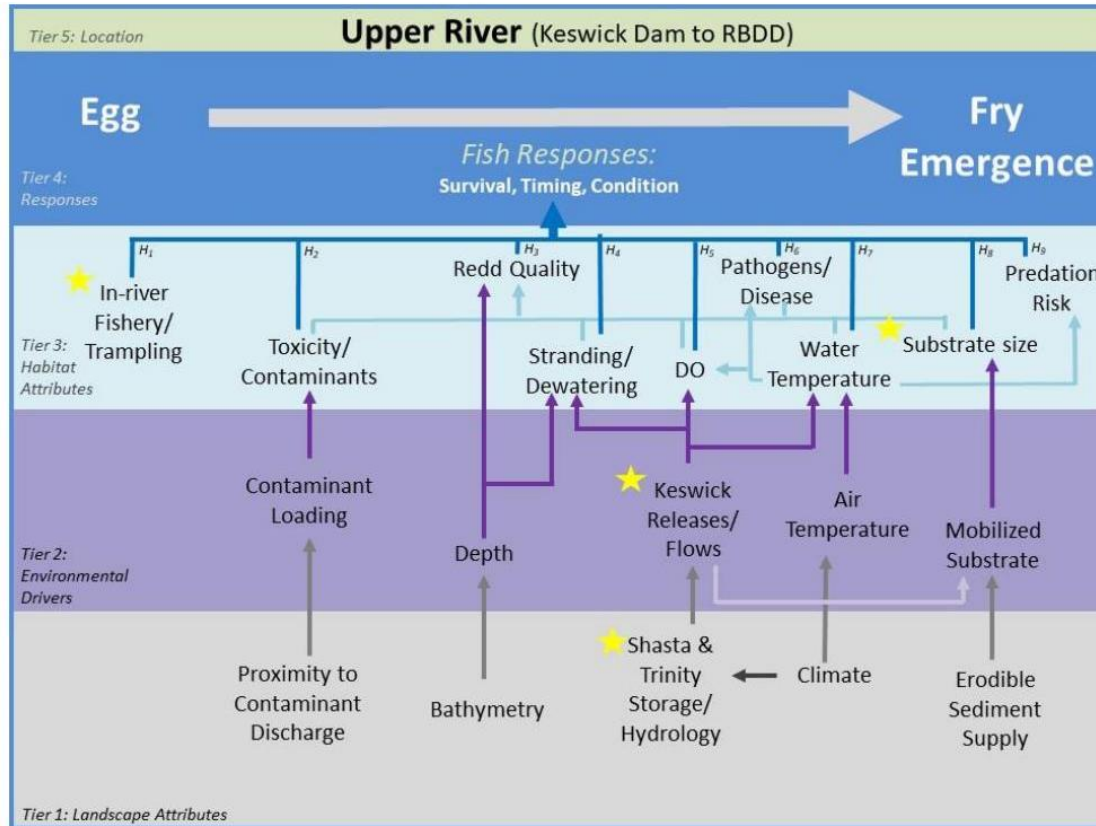 Tier 5: Location
Upper River (Keswick Dam to RBDD)
Egg
Fry
Emergence
Fish Responses:
Survival, Timing, Condition
Tier 4:
Responses
H1
H2
H3
H4
H5
H6
H7
H8
H9
In-river
Fishery/
Trampling
Toxicity/
Contaminants
Redd Quality
Stranding/
Dewatering
DO
Pathogens/
Disease
Water
Temperature
Substrate size
Predation
Risk
Tier 3:
Habitat
Attributes
Contaminant
Loading
Depth
Keswick
Releases/
Flows
Air
Temperature
Mobilized
Substrate
Tier 2:
Environmental
Drivers
Proximity to
Contaminant
Discharge
Bathymetry
Shasta &
Trinity
Storage/
Hydrology
Climate
Erodible
Sediment
Supply
Tier 1: Landscape Attributes